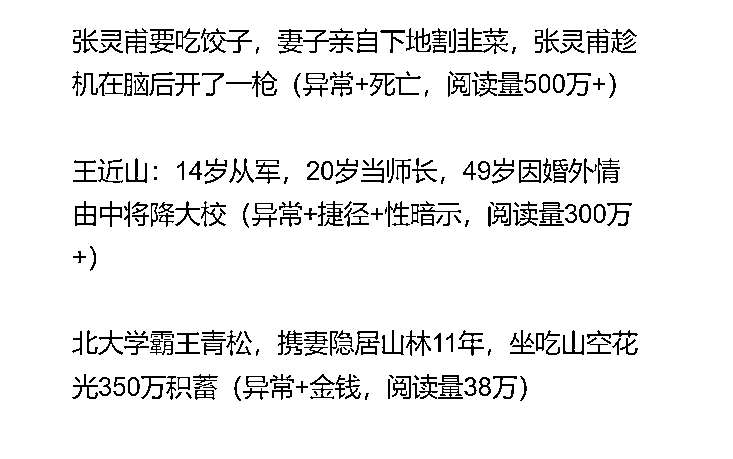 张灵甫要吃饺子，妻子亲自下地割韭菜，张灵甫趁
机在脑后开了一枪（异常+死亡，阅读量500万+）
王近山：14岁从军，20岁当师长，49岁因婚外情
由中将降大校（异常+捷径+性暗示，阅读量300万
+）
北大学霸王青松，携妻隐居山林11年，坐吃山空花
光350万积蓄（异常+金钱，阅读量38万）